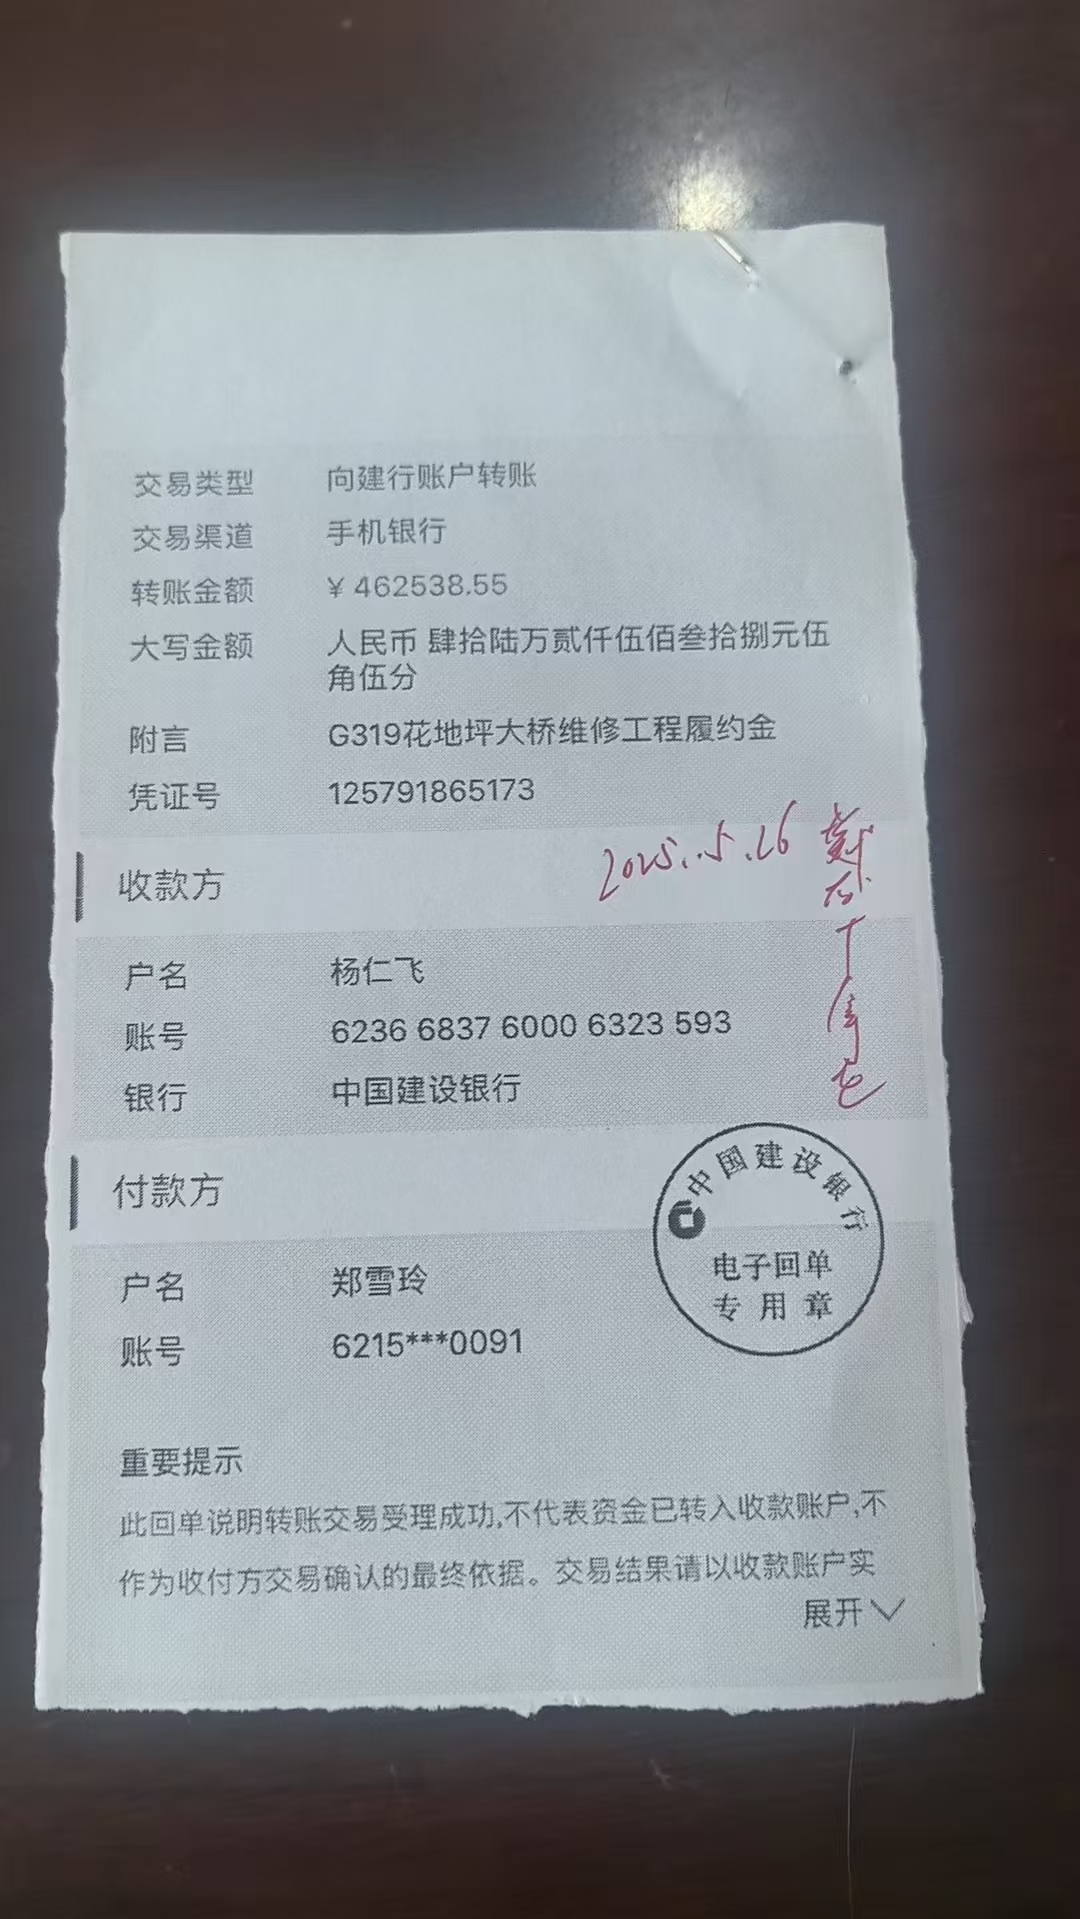 交易类型 向建行账户转账
交易渠道 手机银行
转账金额 ¥ 462538.55
大写金额 人民币 肆拾陆万贰仟伍佰叁拾捌元伍
角伍分
附言 G319花地坪大桥维修工程履约金
凭证号 125791865173
2025.5.26
收款方
户名 杨仁飞
账号 6236 6837 6000 6323 593
银行 中国建设银行
付款方
中国建设银行
电子回单
专用章
户名 郑雪玲
账号 6215***0091
重要提示
此回单说明转账交易受理成功,不代表资金已转入收款账户,不
作为收付方交易确认的最终依据。交易结果请以收款账户实
展开